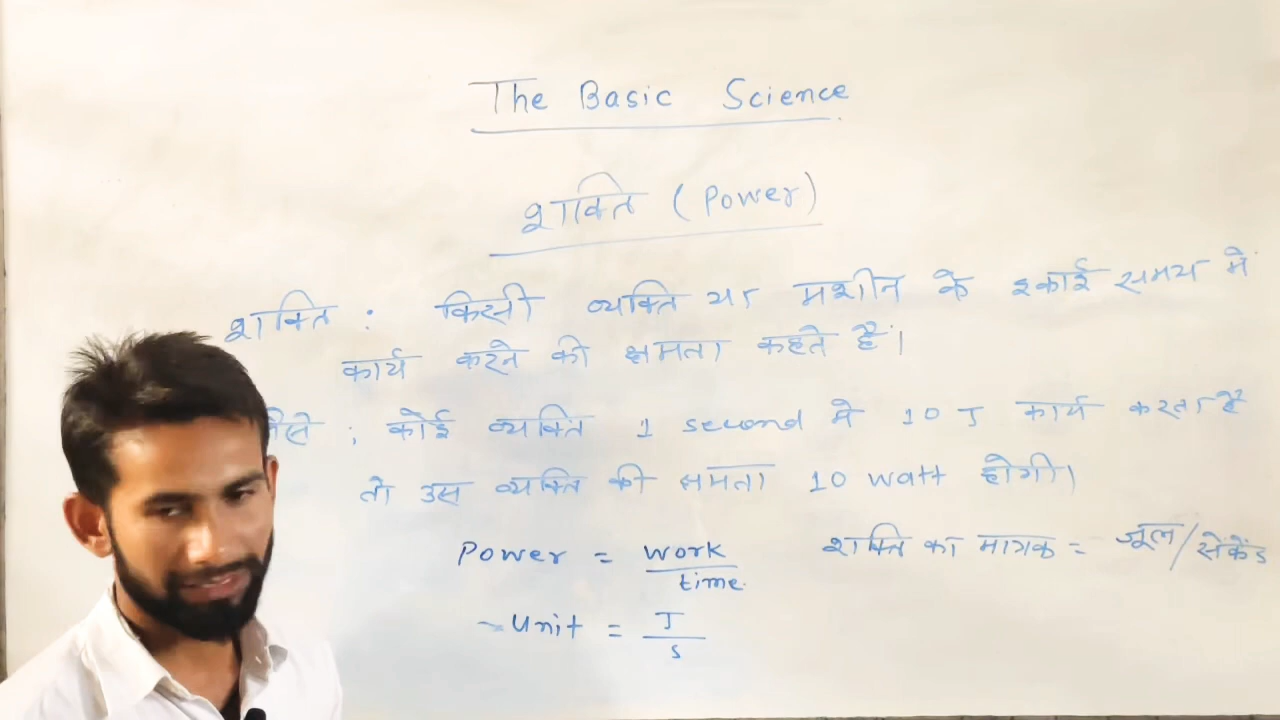 The Basic Science
शक्ति (Power)
शक्ति : किसी व्यक्ति या मशीन के इकाई समय में
कार्य करने की क्षमता कहते हैं।
: कोई व्यक्ति 1 second में 10 J कार्य करता है
तो उस व्यक्ति की क्षमता 10 watt होगी।
Power = work / time
शक्ति का मात्रक = जूल/सेकेंड
Unit = J / s